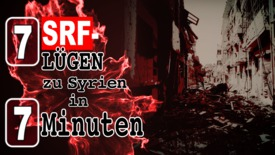 7 SRF-
LÜGEN
zu Syrien
in
7 Minuten